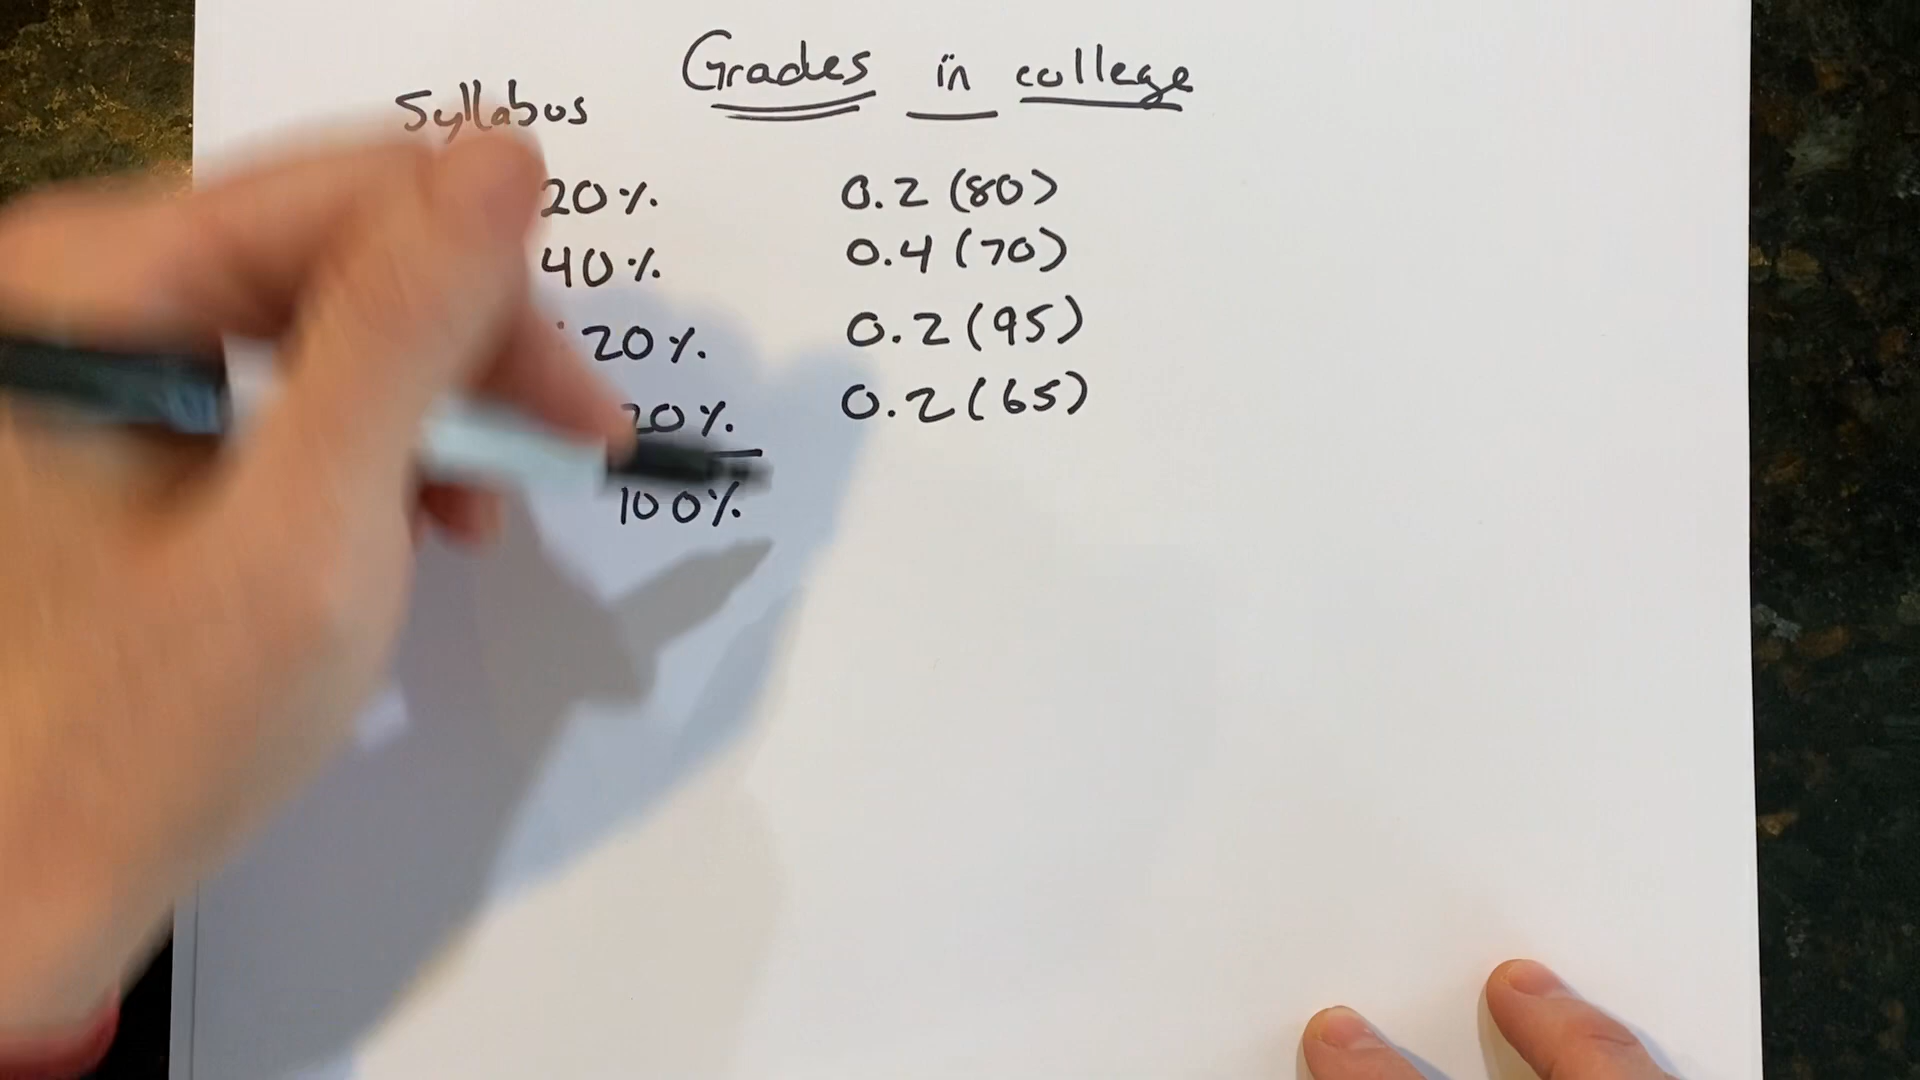 Grades in college
Syllabus
20% 0.2 (80)
40% 0.4 (70)
20% 0.2 (95)
20% 0.2 (65)
100%